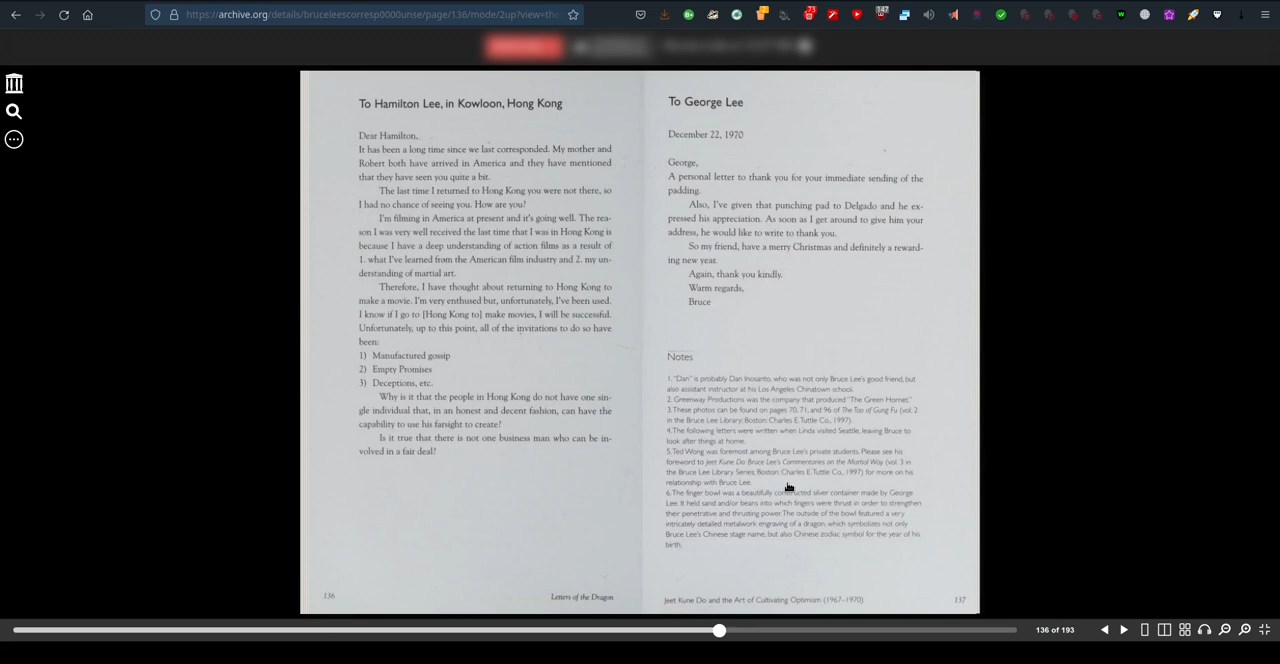 https://archive.org/details/bruceleescorresp0000unse/page/136/mode/2up?view=the
73
147
To Hamilton Lee, in Kowloon, Hong Kong
Dear Hamilton,
It has been a long time since we last corresponded. My mother and
Robert both have arrived in America and they have mentioned
that they have seen you quite a bit.
The last time I returned to Hong Kong you were not there, so
I had no chance of seeing you. How are you?
I'm filming in America at present and it's going well. The rea-
son I was very well received the last time that I was in Hong Kong is
because I have a deep understanding of action films as a result of
1. what I've learned from the American film industry and 2. my un-
derstanding of martial art.
Therefore, I have thought about returning to Hong Kong to
make a movie. I'm very enthused but, unfortunately, I've been used.
I know if I go to [Hong Kong to] make movies, I will be successful.
Unfortunately, up to this point, all of the invitations to do so have
been:
1) Manufactured gossip
2) Empty Promises
3) Deceptions, etc.
Why is it that the people in Hong Kong do not have one sin-
gle individual that, in an honest and decent fashion, can have the
capability to use his farsight to create?
Is it true that there is not one business man who can be in-
volved in a fair deal?
136
Letters of the Dragon
To George Lee
December 22, 1970
George,
A personal letter to thank you for your immediate sending of the
padding.
Also, I've given that punching pad to Delgado and he ex-
pressed his appreciation. As soon as I get around to give him your
address, he would like to write to thank you.
So my friend, have a merry Christmas and definitely a reward-
ing new year.
Again, thank you kindly.
Warm regards,
Bruce
Notes
1. "Dan" is probably Dan Inosanto, who was not only Bruce Lee's good friend, but
also assistant instructor at his Los Angeles Chinatown school.
2. Greenway Productions was the company that produced "The Green Hornet."
3. These photos can be found on pages 70, 71, and 96 of The Tao of Gung Fu (vol. 2
in the Bruce Lee Library; Boston: Charles E. Tuttle Co., 1997).
4. The following letters were written when Linda visited Seattle, leaving Bruce to
look after things at home.
5. Ted Wong was foremost among Bruce Lee's private students. Please see his
foreword to Jeet Kune Do: Bruce Lee's Commentaries on the Martial Way (vol. 3 in
the Bruce Lee Library Series; Boston: Charles E. Tuttle Co., 1997) for more on his
relationship with Bruce Lee.
6. The finger bowl was a beautifully constructed silver container made by George
Lee. It held sand and/or beans into which fingers were thrust in order to strengthen
their penetrative and thrusting power. The outside of the bowl featured a very
intricately detailed metalwork engraving of a dragon, which symbolizes not only
Bruce Lee's Chinese stage name, but also Chinese zodiac symbol for the year of his
birth.
Jeet Kune Do and the Art of Cultivating Optimism (1967–1970)
137
136 of 193